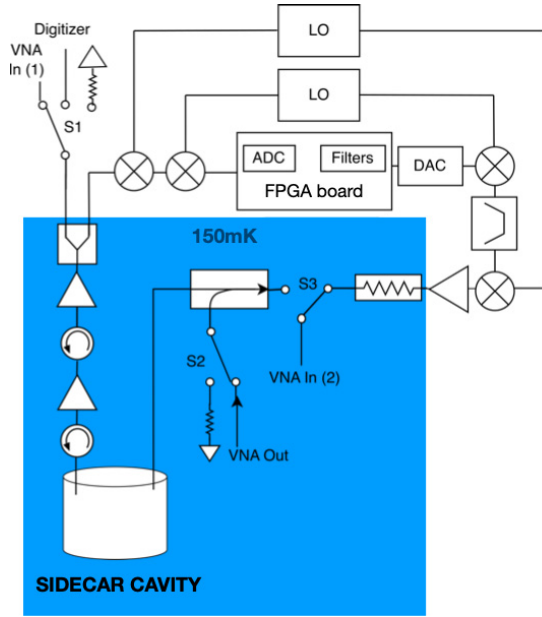 LO
Digitizer
VNA
In (1)
LO
S1
ADC
Filters
DAC
FPGA board
150mK
S3
S2
VNA In (2)
VNA Out
SIDECAR CAVITY